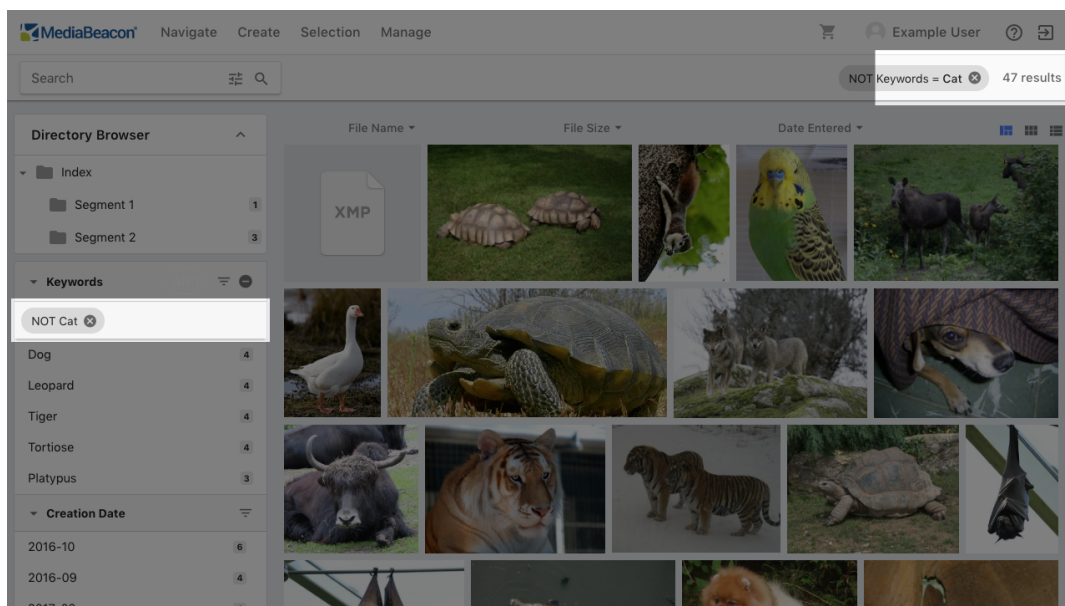 MediaBeacon® Navigate Create Selection Manage Example User
Search NOT Keywords = Cat 47 results
Directory Browser
Index
Segment 1 1
Segment 2 3
Keywords
NOT Cat
Dog 4
Leopard 4
Tiger 4
Tortiose 4
Platypus 3
Creation Date
2016-10 6
2016-09 4
File Name File Size Date Entered
XMP